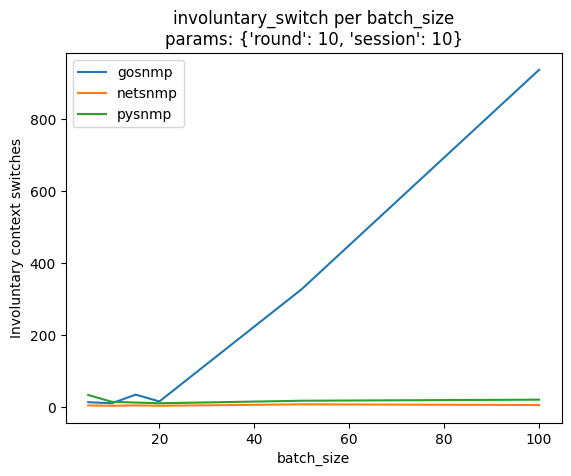 involuntary_switch per batch_size
params: {'round': 10, 'session': 10}
gosnmp
netsnmp
pysnmp
Involuntary context switches
800
600
400
200
0
20
40
60
80
100
batch_size